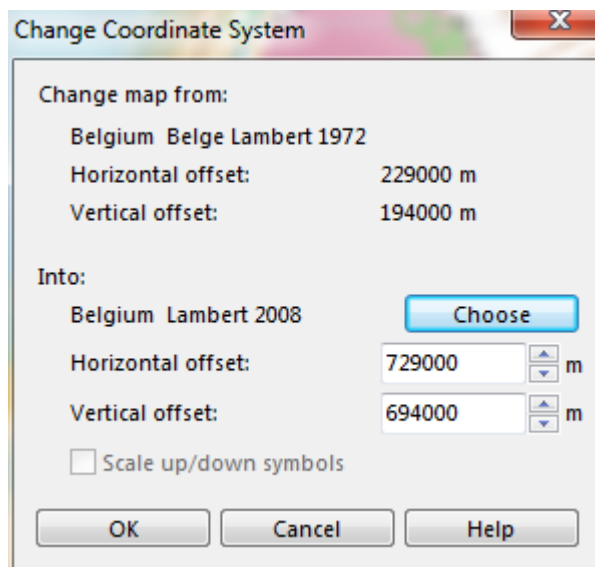 Change Coordinate System
Change map from:
Belgium Belge Lambert 1972
Horizontal offset: 229000 m
Vertical offset: 194000 m
Into:
Belgium Lambert 2008 Choose
Horizontal offset: 729000 m
Vertical offset: 694000 m
Scale up/down symbols
OK Cancel Help